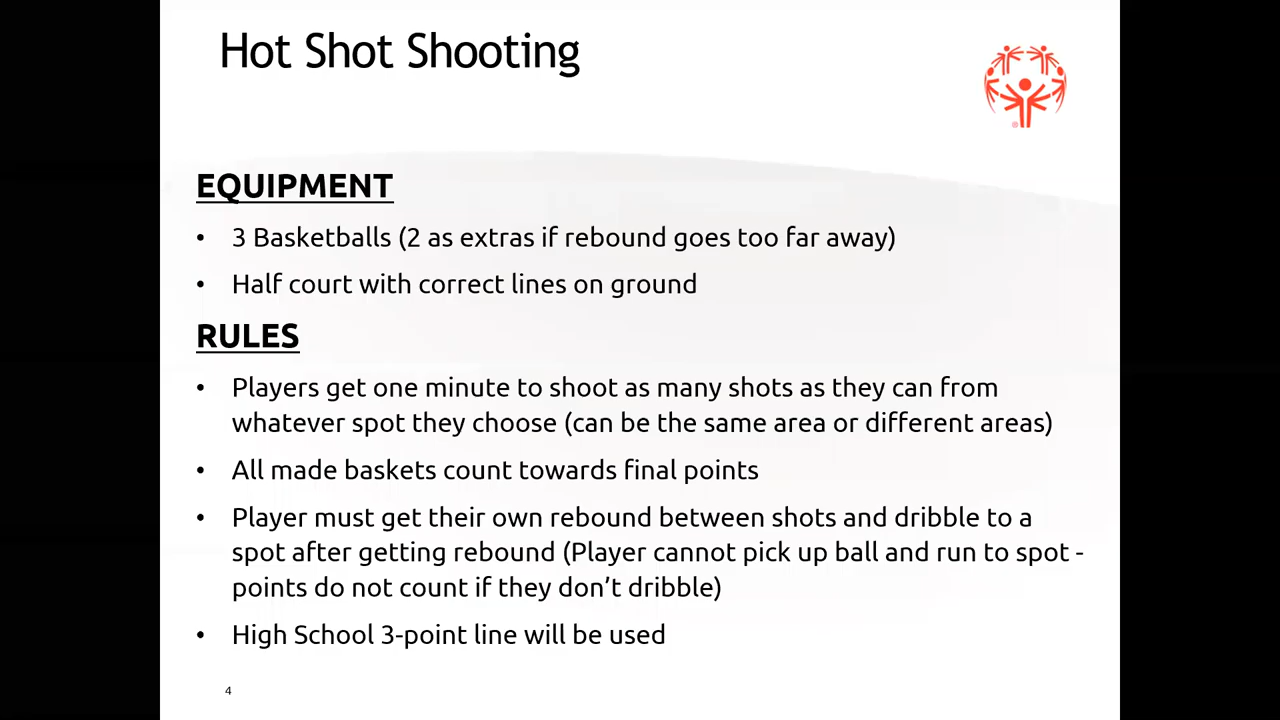 Hot Shot Shooting
EQUIPMENT
• 3 Basketballs (2 as extras if rebound goes too far away)
• Half court with correct lines on ground
RULES
• Players get one minute to shoot as many shots as they can from
whatever spot they choose (can be the same area or different areas)
• All made baskets count towards final points
• Player must get their own rebound between shots and dribble to a
spot after getting rebound (Player cannot pick up ball and run to spot -
points do not count if they don’t dribble)
• High School 3-point line will be used
4